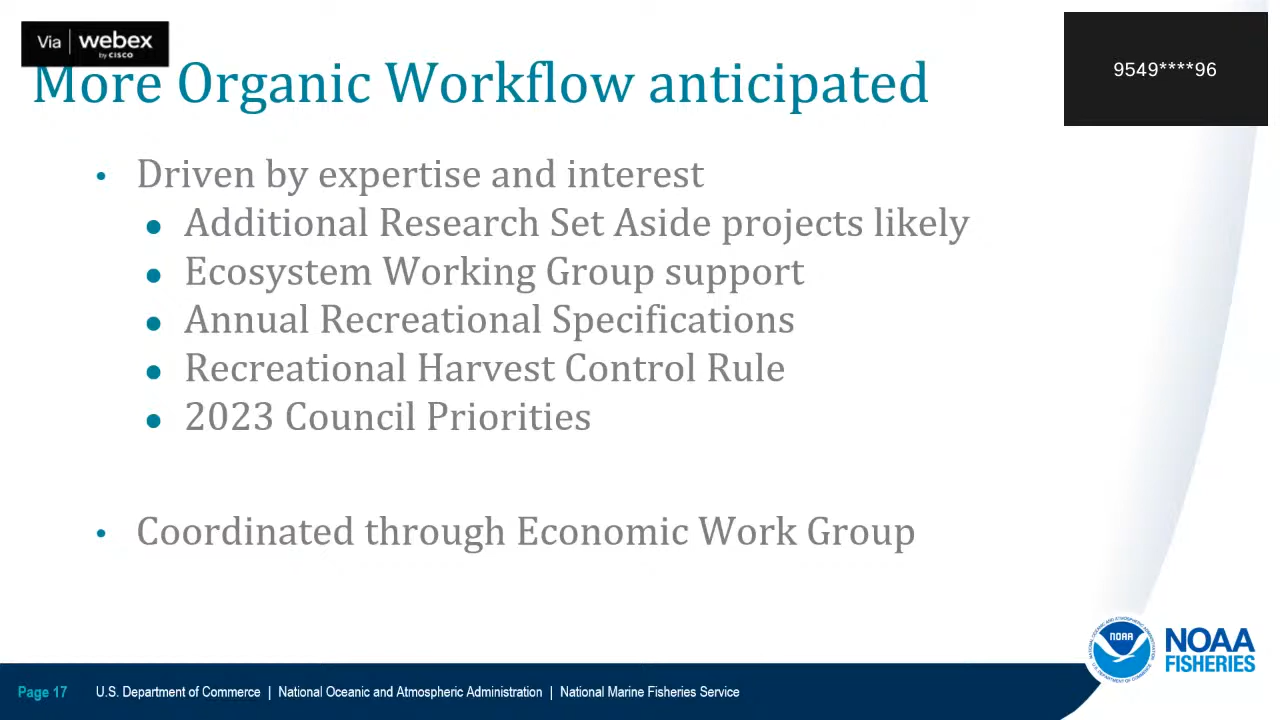 Via webex
by CISCO
9549****96
More Organic Workflow anticipated
• Driven by expertise and interest
● Additional Research Set Aside projects likely
● Ecosystem Working Group support
● Annual Recreational Specifications
● Recreational Harvest Control Rule
● 2023 Council Priorities
• Coordinated through Economic Work Group
NOAA
NOAA
FISHERIES
Page 17 U.S. Department of Commerce | National Oceanic and Atmospheric Administration | National Marine Fisheries Service